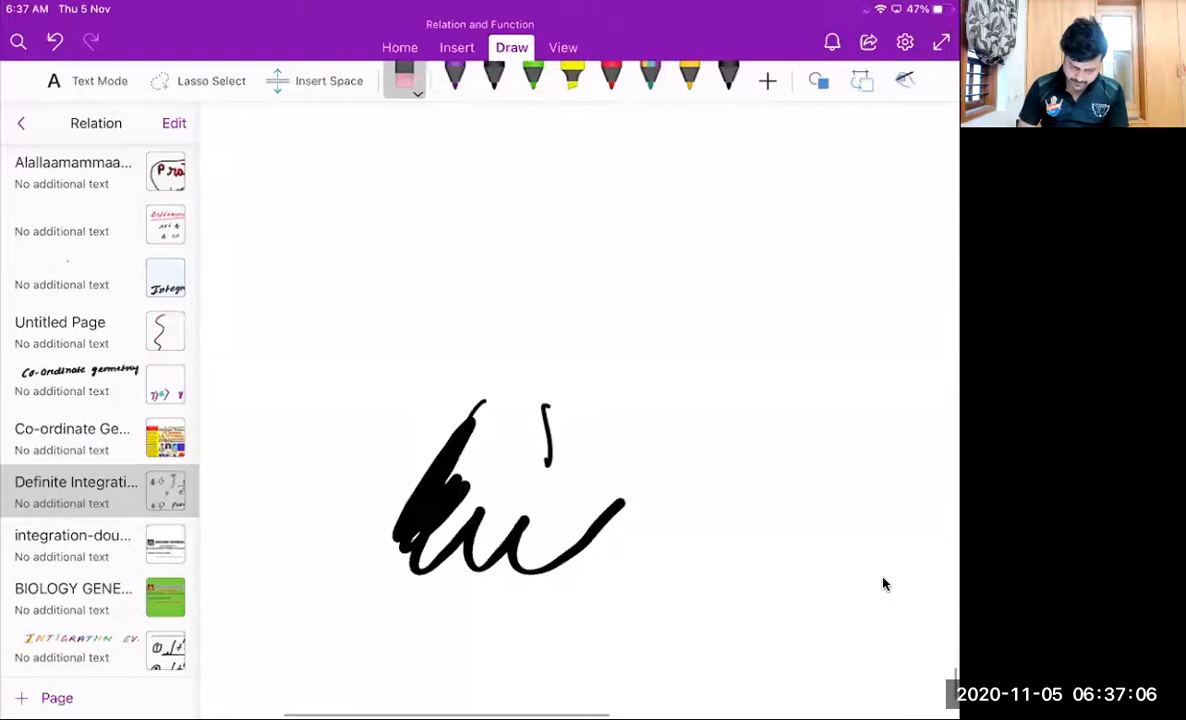 6:37 AM Thu 5 Nov
Relation and Function
47%
Home Insert Draw View
A Text Mode Lasso Select Insert Space
Relation Edit
Alallaamammaa...
No additional text
No additional text
No additional text
Integr
Untitled Page
No additional text
Co-ordinate geometry
No additional text
Co-ordinate Ge...
No additional text
Definite Integrati...
No additional text
integration-dou...
No additional text
BIOLOGY GENE...
No additional text
INTIGRATION EV.
No additional text
+ Page
2020-11-05 06:37:06